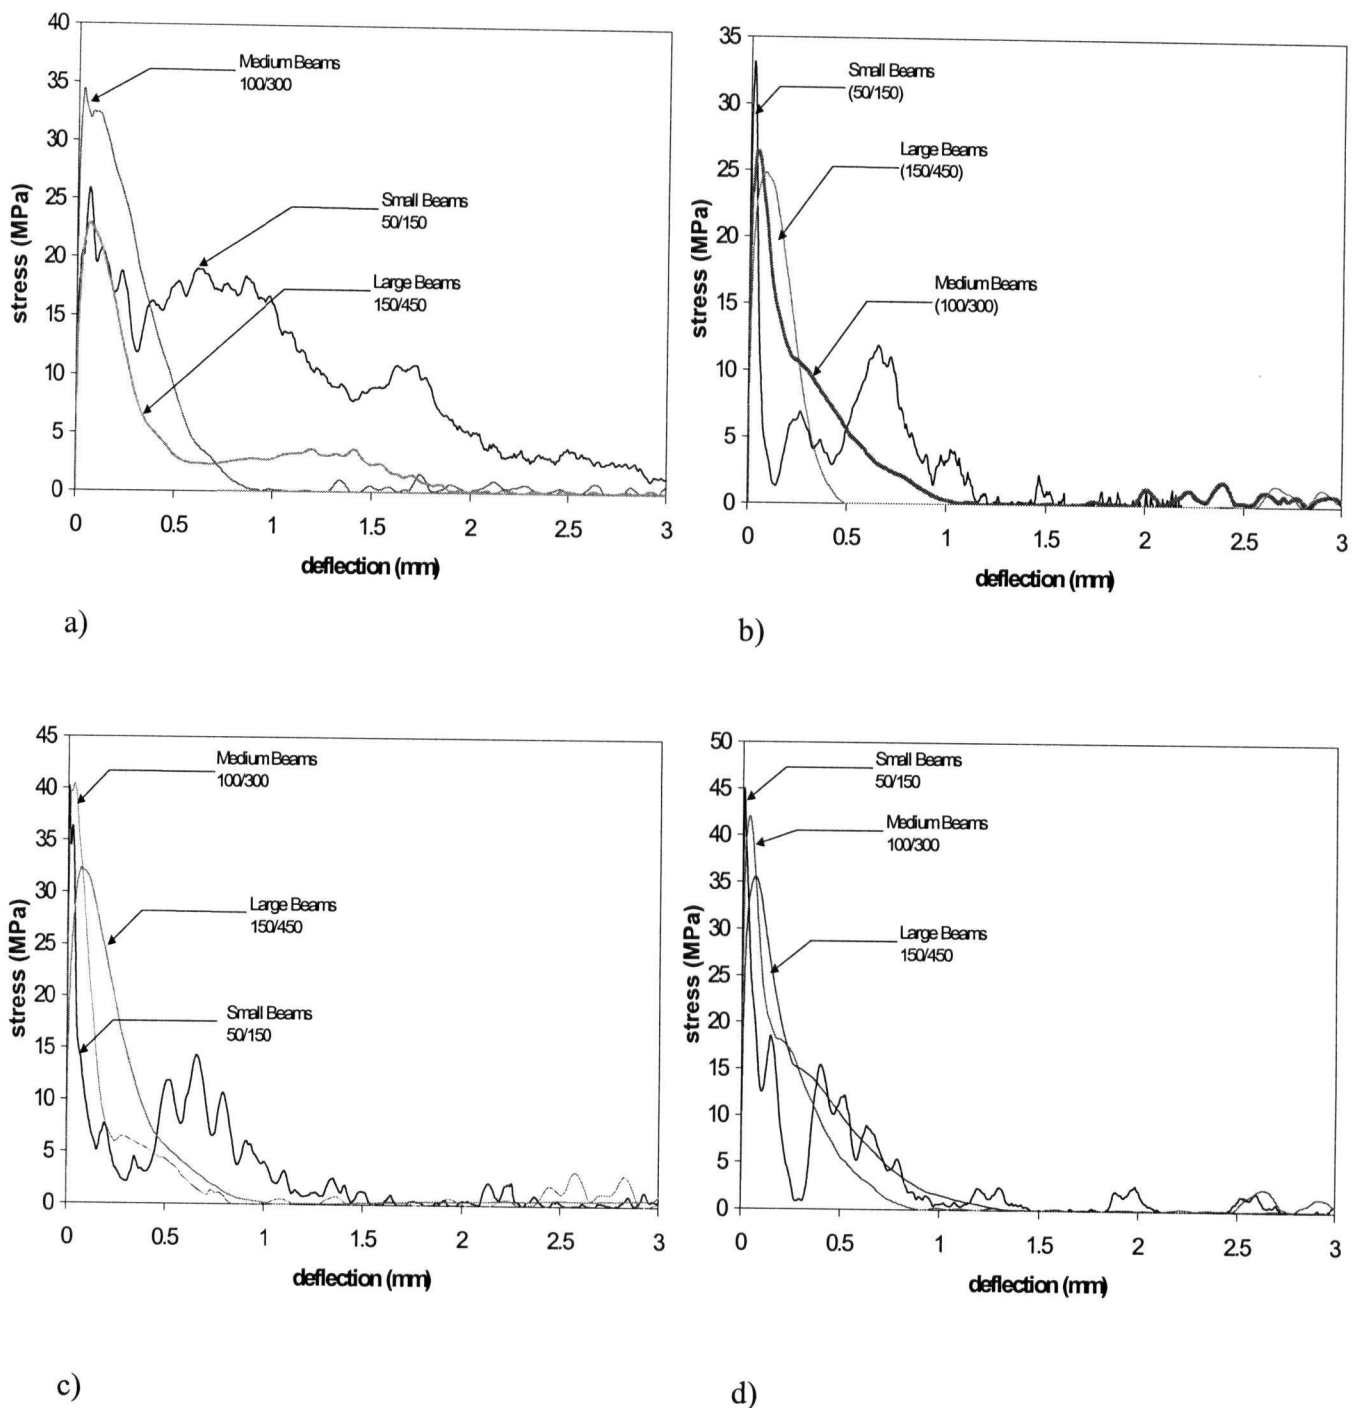 40
35
30
25
20
15
10
5
0
stress (MPa)
Medium Beams
100/300
Small Beams
50/150
Large Beams
150/450
0 0.5 1 1.5 2 2.5 3
deflection (mm)
a)
35
30
25
20
15
10
5
0
stress (MPa)
Small Beams
(50/150)
Large Beams
(150/450)
Medium Beams
(100/300)
0 0.5 1 1.5 2 2.5 3
deflection (mm)
b)
45
40
35
30
25
20
15
10
5
0
stress (MPa)
Medium Beams
100/300
Large Beams
150/450
Small Beams
50/150
0 0.5 1 1.5 2 2.5 3
deflection (mm)
c)
50
45
40
35
30
25
20
15
10
5
0
stress (MPa)
Small Beams
50/150
Medium Beams
100/300
Large Beams
150/450
0 0.5 1 1.5 2 2.5 3
deflection (mm)
d)